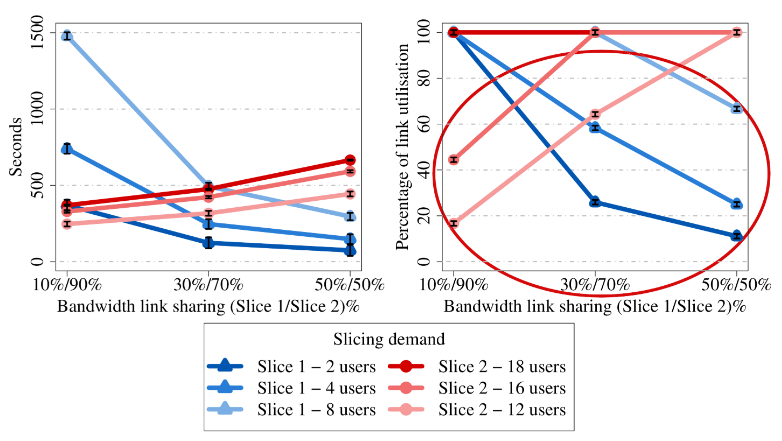 1500
1000
500
0
Seconds
10%/90%
30%/70%
50%/50%
Bandwidth link sharing (Slice 1/Slice 2)%
100
80
60
40
20
0
Percentage of link utilisation
10%/90%
30%/70%
50%/50%
Bandwidth link sharing (Slice 1/Slice 2)%
Slicing demand
Slice 1 – 2 users
Slice 2 – 18 users
Slice 1 – 4 users
Slice 2 – 16 users
Slice 1 – 8 users
Slice 2 – 12 users